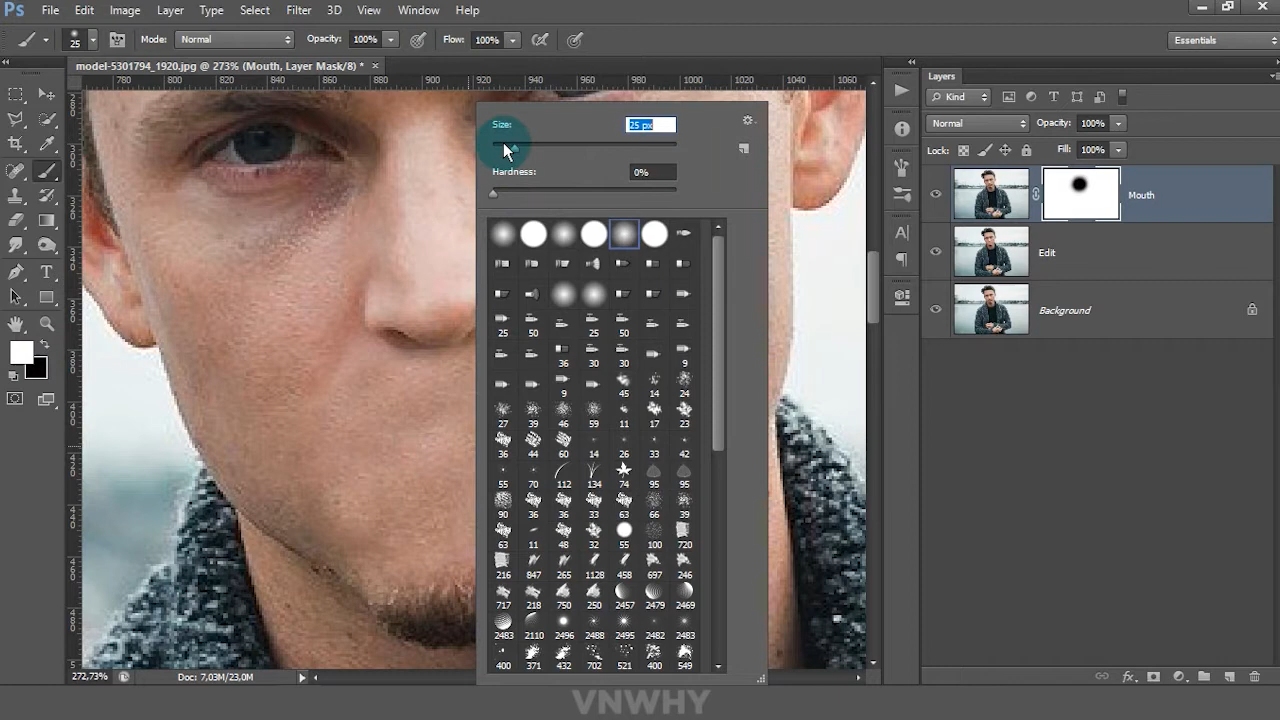 Ps File Edit Image Layer Type Select Filter 3D View Window Help
25 Mode: Normal Opacity: 100% Flow: 100% Essentials
model-5301794_1920.jpg @ 273% (Mouth, Layer Mask/8) * ×
780 800 820 840 860 880 900 920 940 960 980 1000 1020 1040 1060
Layers
Kind
Normal Opacity: 100%
Lock: Fill: 100%
Mouth
Edit
Background
Size: 25 px
Hardness: 0%
25 50 25 50
36 30 30 9
9 45 14 24
27 39 46 59 11 17 23
36 44 60 14 26 33 42
55 70 112 134 74 95 95
90 36 36 33 63 66 39
63 11 48 32 55 100 720
216 847 265 1128 458 697 246
717 218 750 250 2457 2479 2469
2110 2496 2488 2495 2482 2483
400 371 432 702 521 400 549
272,73% Doc: 7,03M/23,0M
VNWHY